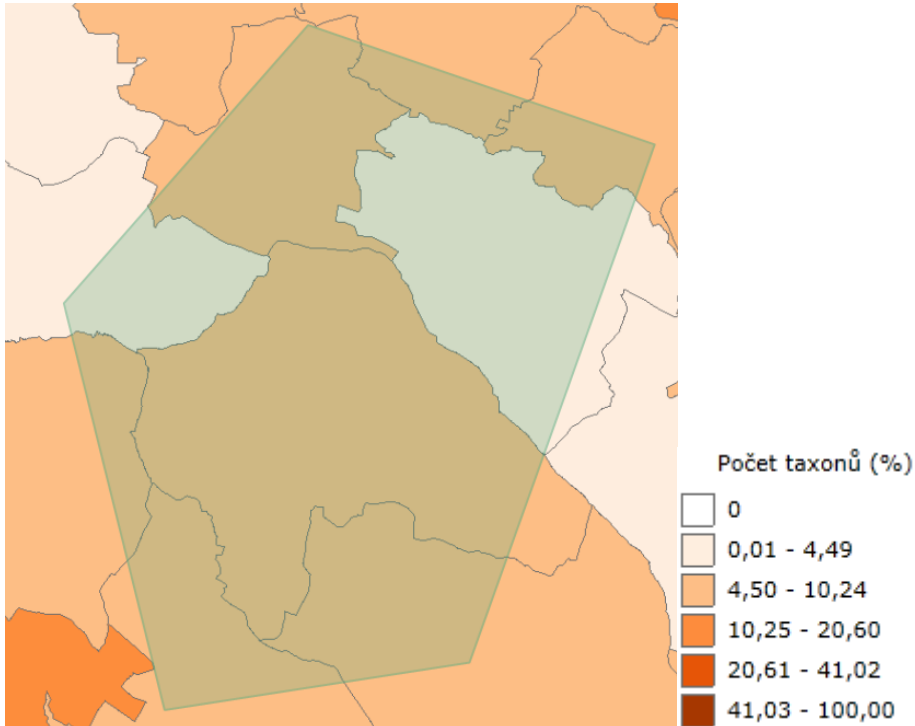 Počet taxonů (%)
0
0,01 - 4,49
4,50 - 10,24
10,25 - 20,60
20,61 - 41,02
41,03 - 100,00